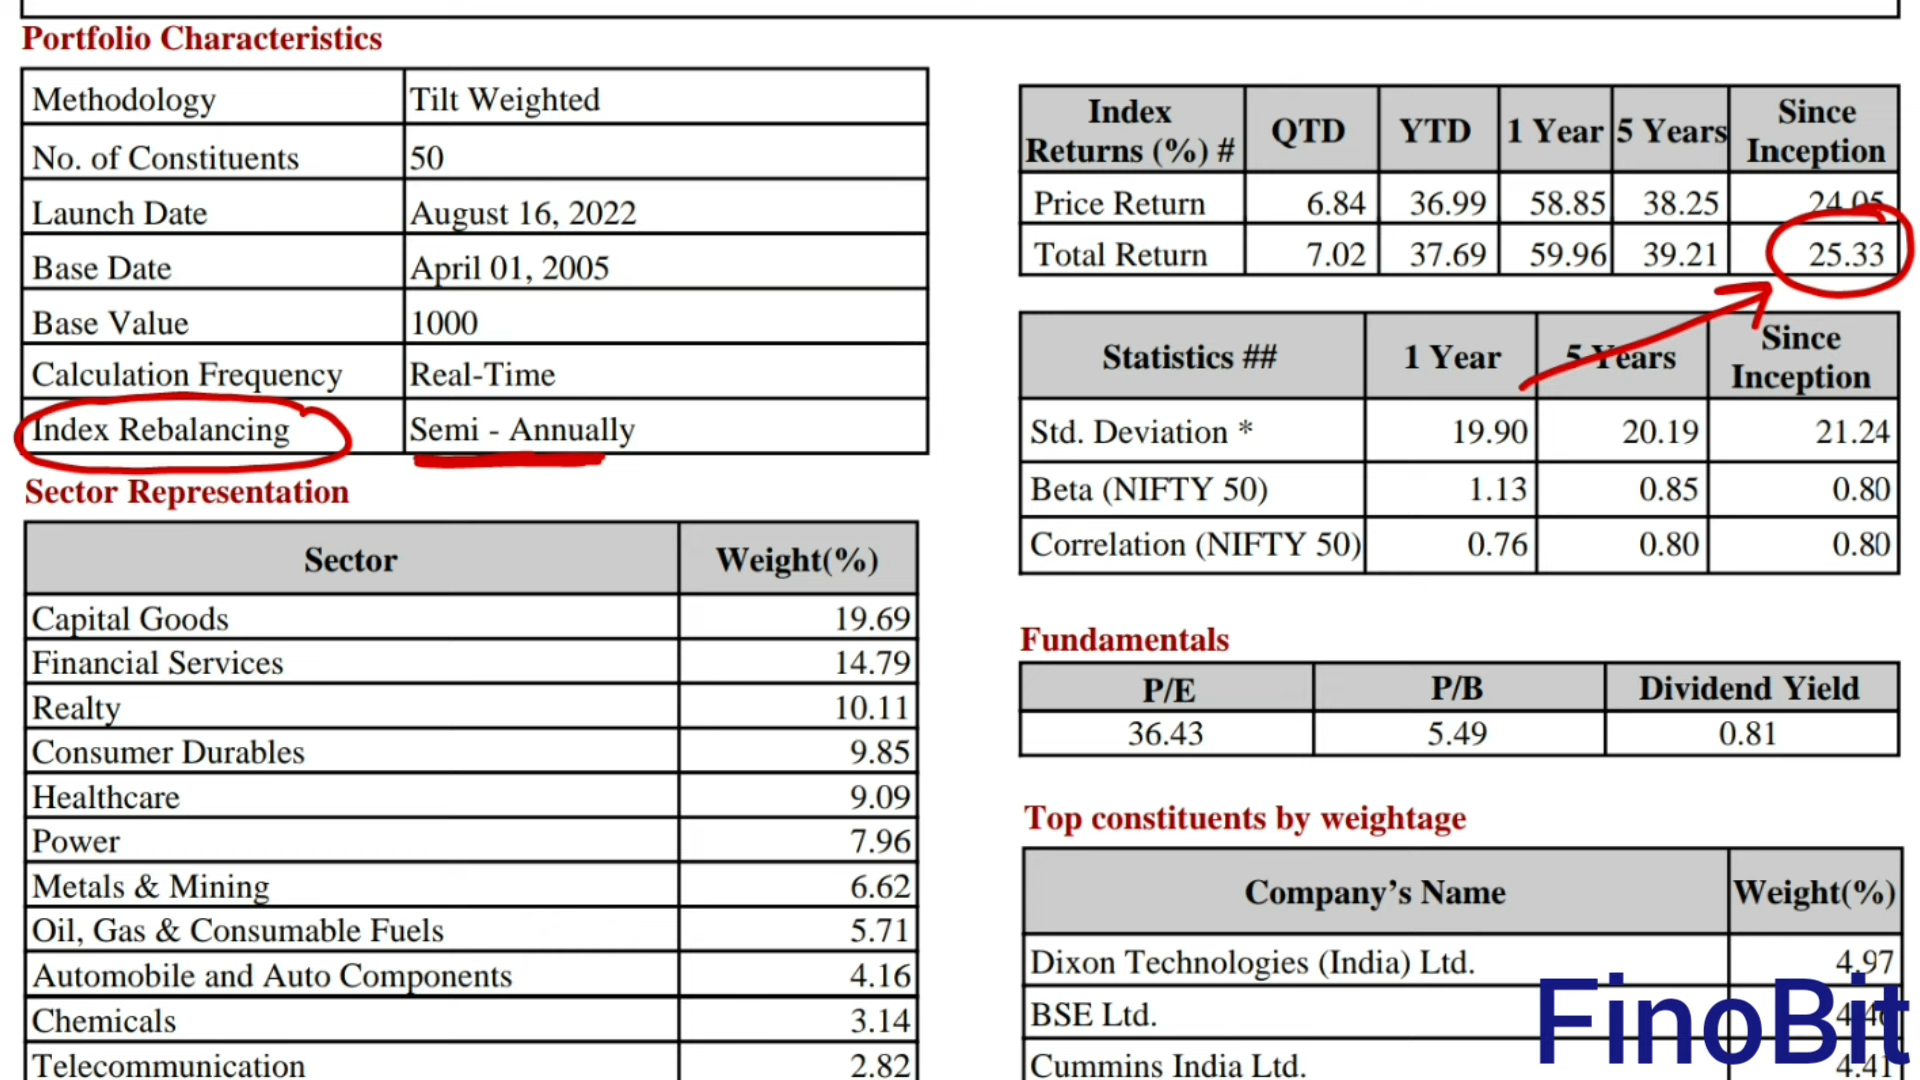 Portfolio Characteristics
Methodology Tilt Weighted
No. of Constituents 50
Launch Date August 16, 2022
Base Date April 01, 2005
Base Value 1000
Calculation Frequency Real-Time
Index Rebalancing Semi - Annually
Sector Representation
Sector Weight(%)
Capital Goods 19.69
Financial Services 14.79
Realty 10.11
Consumer Durables 9.85
Healthcare 9.09
Power 7.96
Metals & Mining 6.62
Oil, Gas & Consumable Fuels 5.71
Automobile and Auto Components 4.16
Chemicals 3.14
Telecommunication 2.82
Index Returns (%) # QTD YTD 1 Year 5 Years Since Inception
Price Return 6.84 36.99 58.85 38.25 24.05
Total Return 7.02 37.69 59.96 39.21 25.33
Statistics ## 1 Year 5 Years Since Inception
Std. Deviation * 19.90 20.19 21.24
Beta (NIFTY 50) 1.13 0.85 0.80
Correlation (NIFTY 50) 0.76 0.80 0.80
Fundamentals
P/E P/B Dividend Yield
36.43 5.49 0.81
Top constituents by weightage
Company’s Name Weight(%)
Dixon Technologies (India) Ltd. 4.97
BSE Ltd.
Cummins India Ltd. 4.41
FinoBit